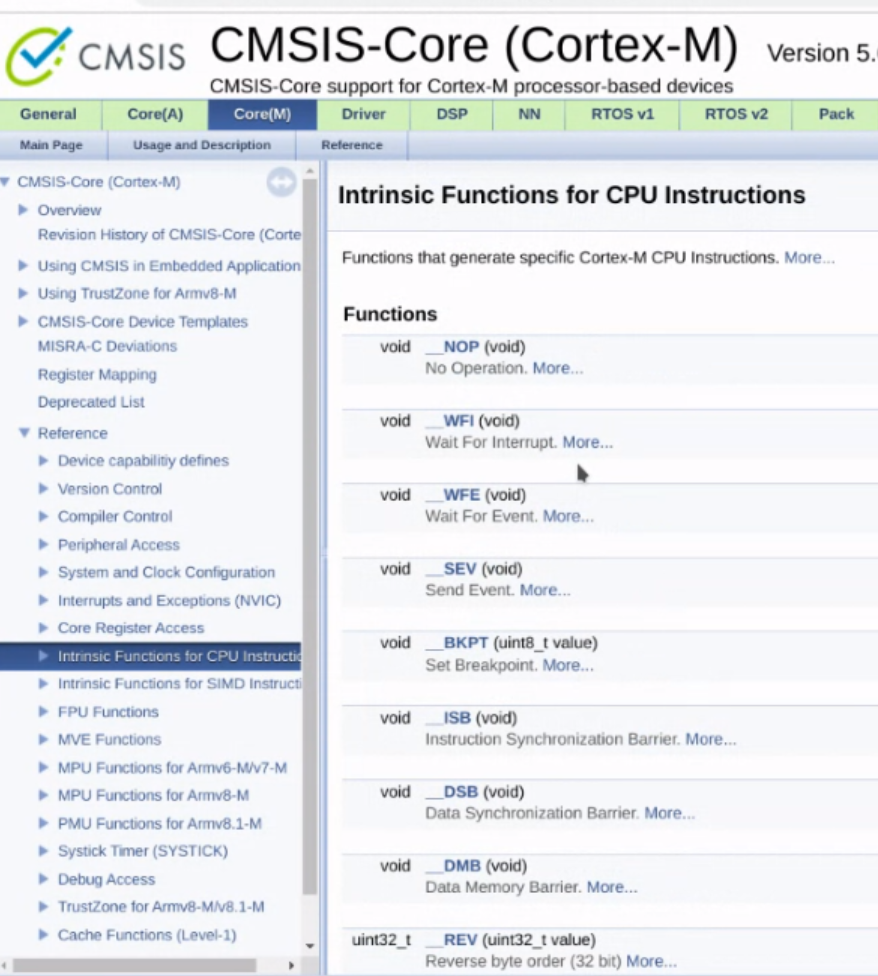 CMSIS
CMSIS-Core (Cortex-M) Version 5.
CMSIS-Core support for Cortex-M processor-based devices
General Core(A) Core(M) Driver DSP NN RTOS v1 RTOS v2 Pack
Main Page Usage and Description Reference
CMSIS-Core (Cortex-M)
Overview
Revision History of CMSIS-Core (Corte
Using CMSIS in Embedded Application
Using TrustZone for Armv8-M
CMSIS-Core Device Templates
MISRA-C Deviations
Register Mapping
Deprecated List
Reference
Device capabilitiy defines
Version Control
Compiler Control
Peripheral Access
System and Clock Configuration
Interrupts and Exceptions (NVIC)
Core Register Access
Intrinsic Functions for CPU Instructio
Intrinsic Functions for SIMD Instructi
FPU Functions
MVE Functions
MPU Functions for Armv6-M/v7-M
MPU Functions for Armv8-M
PMU Functions for Armv8.1-M
Systick Timer (SYSTICK)
Debug Access
TrustZone for Armv8-M/v8.1-M
Cache Functions (Level-1)
Intrinsic Functions for CPU Instructions
Functions that generate specific Cortex-M CPU Instructions. More...
Functions
void __NOP (void)
No Operation. More...
void __WFI (void)
Wait For Interrupt. More...
void __WFE (void)
Wait For Event. More...
void __SEV (void)
Send Event. More...
void __BKPT (uint8_t value)
Set Breakpoint. More...
void __ISB (void)
Instruction Synchronization Barrier. More...
void __DSB (void)
Data Synchronization Barrier. More...
void __DMB (void)
Data Memory Barrier. More...
uint32_t __REV (uint32_t value)
Reverse byte order (32 bit) More...